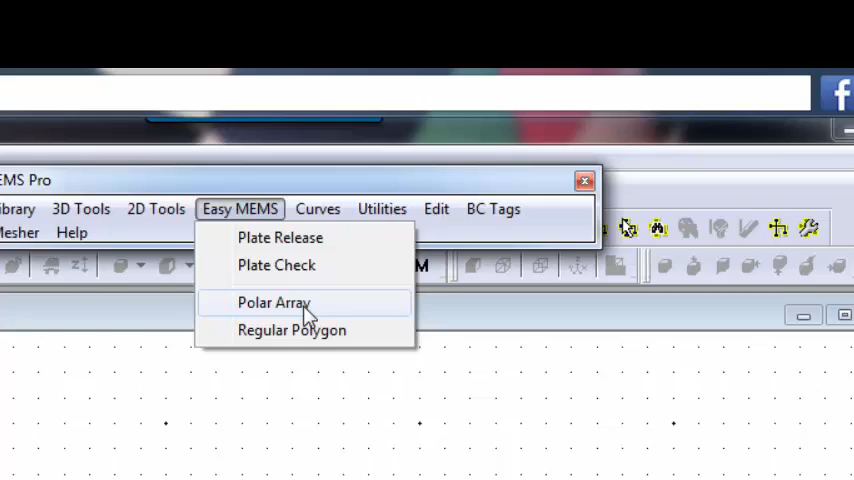 EMS Pro
ibrary 3D Tools 2D Tools Easy MEMS Curves Utilities Edit BC Tags
Mesher Help
Plate Release
Plate Check
Polar Array
Regular Polygon
M
f